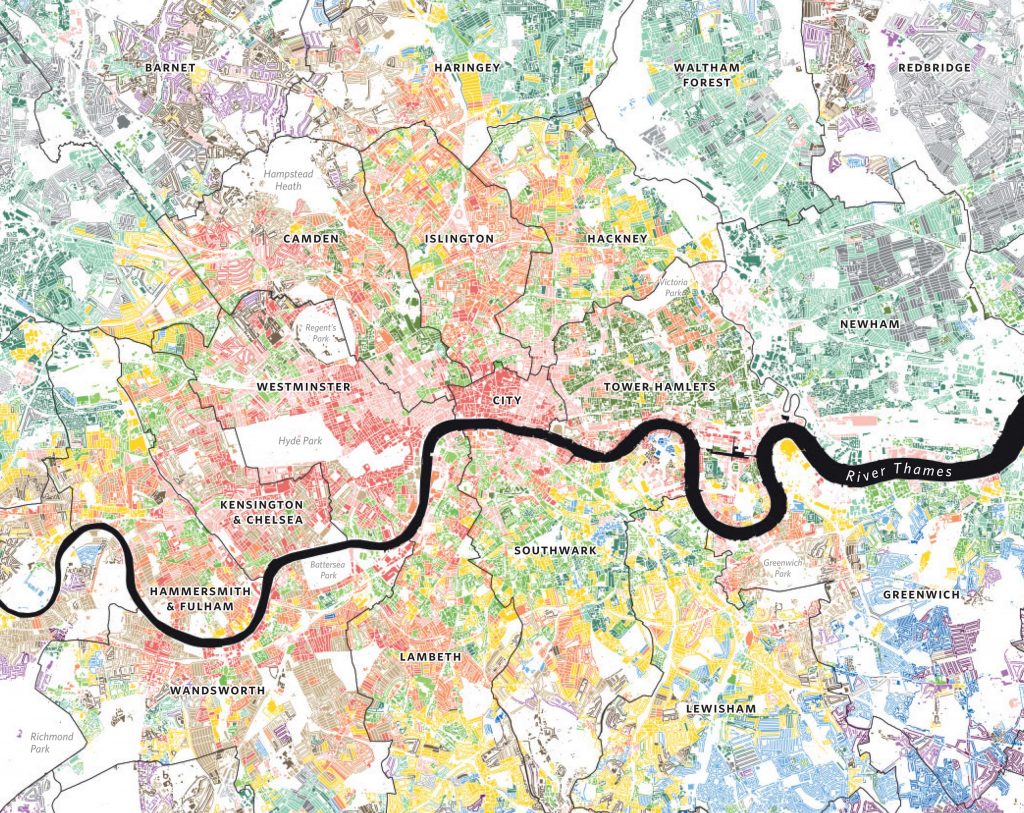 BARNET
HARINGEY
WALTHAM
FOREST
REDBRIDGE
Hampstead
Heath
CAMDEN
ISLINGTON
HACKNEY
Victoria
Park
NEWHAM
Regent's
Park
WESTMINSTER
CITY
TOWER HAMLETS
Hyde Park
River Thames
KENSINGTON
& CHELSEA
SOUTHWARK
Battersea
Park
Greenwich
Park
HAMMERSMITH
& FULHAM
GREENWICH
LAMBETH
WANDSWORTH
LEWISHAM
Richmond
Park